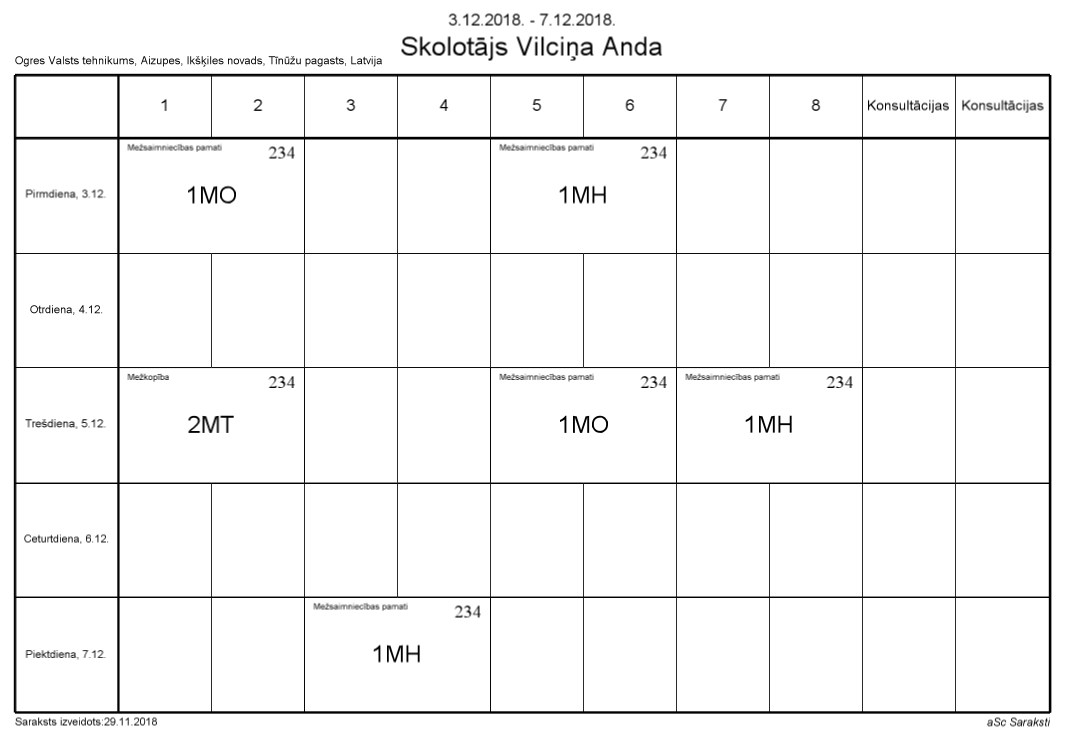 3.12.2018. - 7.12.2018.
Skolotājs Vilciņa Anda
Ogres Valsts tehnikums, Aizupes, Ikšķiles novads, Tīnūžu pagasts, Latvija
1 2 3 4 5 6 7 8 Konsultācijas Konsultācijas
Mežsaimniecības pamati 234 Mežsaimniecības pamati 234
Pirmdiena, 3.12. 1MO 1MH
Otrdiena, 4.12.
Mežkopība 234 Mežsaimniecības pamati 234 Mežsaimniecības pamati 234
Trešdiena, 5.12. 2MT 1MO 1MH
Ceturtdiena, 6.12.
Mežsaimniecības pamati 234
Piektdiena, 7.12. 1MH
Saraksts izveidots:29.11.2018 aSc Saraksti